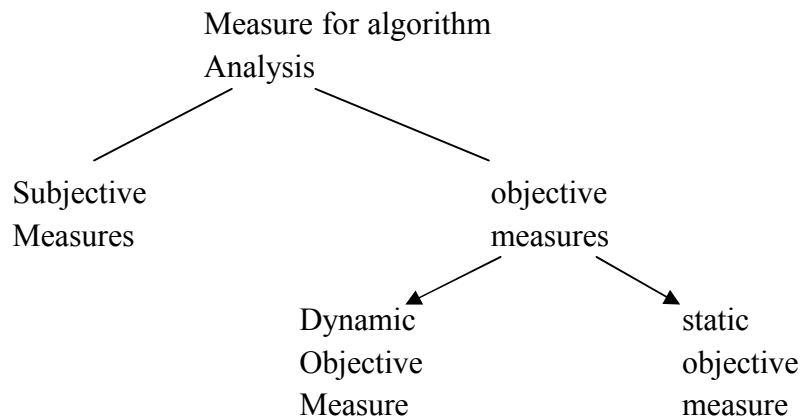 Measure for algorithm
Analysis
Subjective
Measures
objective
measures
Dynamic
Objective
Measure
static
objective
measure